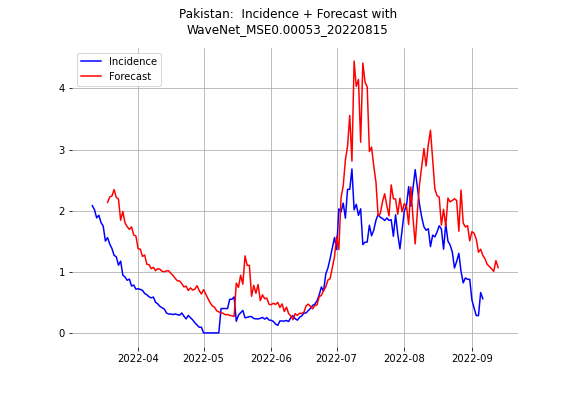 Pakistan:  Incidence + Forecast with
WaveNet_MSE0.00053_20220815
Incidence
Forecast
4
3
2
1
0
2022-04 2022-05 2022-06 2022-07 2022-08 2022-09